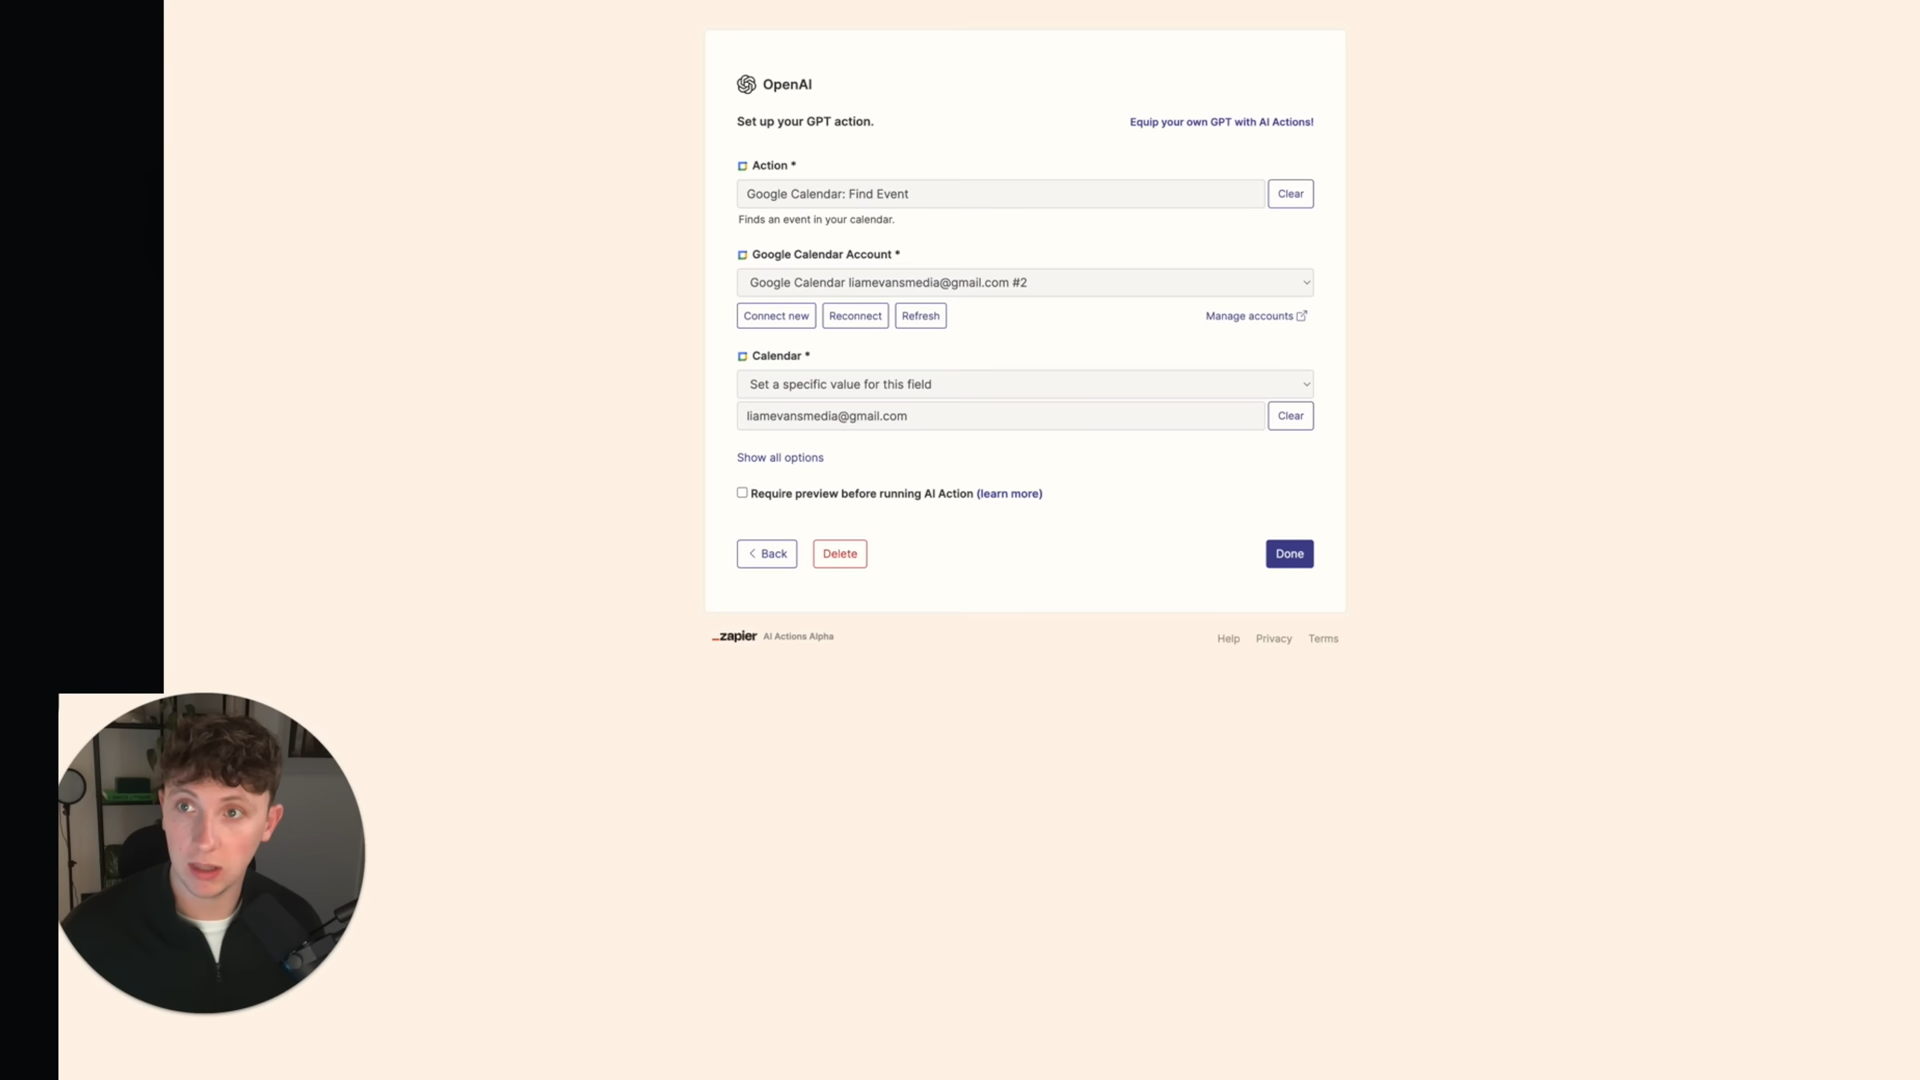 OpenAI
Set up your GPT action.
Equip your own GPT with AI Actions!
Action *
Google Calendar: Find Event
Clear
Finds an event in your calendar.
Google Calendar Account *
Google Calendar liamevansmedia@gmail.com #2
Connect new
Reconnect
Refresh
Manage accounts
Calendar *
Set a specific value for this field
liamevansmedia@gmail.com
Clear
Show all options
Require preview before running AI Action (learn more)
Back
Delete
Done
_zapier AI Actions Alpha
Help
Privacy
Terms